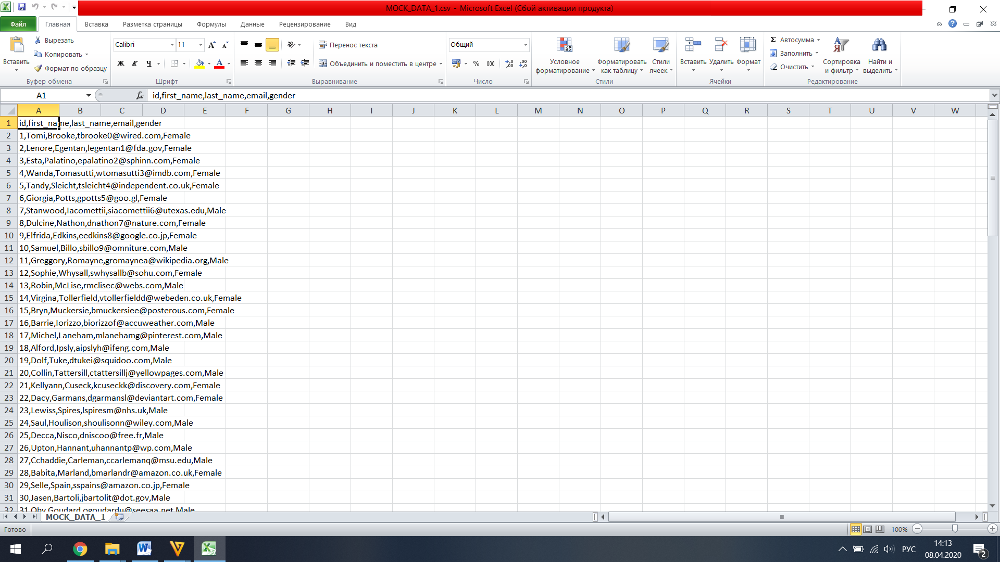 MOCK_DATA_1.csv - Microsoft Excel (Сбой активации продукта)
Файл Главная Вставка Разметка страницы Формулы Данные Рецензирование Вид
Вставить
Вырезать
Копировать
Формат по образцу
Буфер обмена
Calibri 11
Ж К Ч
Шрифт
Перенос текста
Объединить и поместить в центре
Выравнивание
Общий
% 000
Число
Условное форматирование
Форматировать как таблицу
Стили ячеек
Стили
Вставить Удалить Формат
Ячейки
Σ Автосумма
Заполнить
Очистить
Сортировка и фильтр
Найти и выделить
Редактирование
A1 fx id,first_name,last_name,email,gender
A B C D E F G H I J K L M N O P Q R S T U V W
1 id,first_name,last_name,email,gender
2 1,Tomi,Brooke,tbrooke0@wired.com,Female
3 2,Lenore,Egentan,legentan1@fda.gov,Female
4 3,Esta,Palatino,epalatino2@sphinn.com,Female
5 4,Wanda,Tomasutti,wtomasutti3@imdb.com,Female
6 5,Tandy,Sleicht,tsleicht4@independent.co.uk,Female
7 6,Giorgia,Potts,gpotts5@goo.gl,Female
8 7,Stanwood,Iacomettii,siacomettii6@utexas.edu,Male
9 8,Dulcine,Nathon,dnathon7@nature.com,Female
10 9,Elfrida,Edkins,eedkins8@google.co.jp,Female
11 10,Samuel,Billo,sbillo9@omniture.com,Male
12 11,Greggory,Romayne,gromaynea@wikipedia.org,Male
13 12,Sophie,Whysall,swhysallb@sohu.com,Female
14 13,Robin,McLise,rmclisec@webs.com,Male
15 14,Virgina,Tollerfield,vtollerfieldd@webeden.co.uk,Female
16 15,Bryn,Muckersie,bmuckersiee@posterous.com,Female
17 16,Barrie,Iorizzo,biorizzof@accuweather.com,Male
18 17,Michel,Laneham,mlanehamg@pinterest.com,Male
19 18,Alford,Ipsly,aipslyh@ifeng.com,Male
20 19,Dolf,Tuke,dtukei@squidoo.com,Male
21 20,Collin,Tattersill,ctattersillj@yellowpages.com,Male
22 21,Kellyann,Cuseck,kcuseckk@discovery.com,Female
23 22,Dacy,Garmans,dgarmansl@deviantart.com,Female
24 23,Lewiss,Spires,lspiresm@nhs.uk,Male
25 24,Saul,Houlison,shoulisonn@wiley.com,Male
26 25,Decca,Nisco,dniscoo@free.fr,Male
27 26,Upton,Hannant,uhannantp@wp.com,Male
28 27,Cchaddie,Carleman,ccarlemanq@msu.edu,Male
29 28,Babita,Marland,bmarlandr@amazon.co.uk,Female
30 29,Selle,Spain,sspains@amazon.co.jp,Female
31 30,Jasen,Bartoli,jbartolit@dot.gov,Male
32 31,Oby,Goudard,ogoudardu@seesaa.net,Male
MOCK_DATA_1
Готово 100%
РУС 14:13
08.04.2020 2